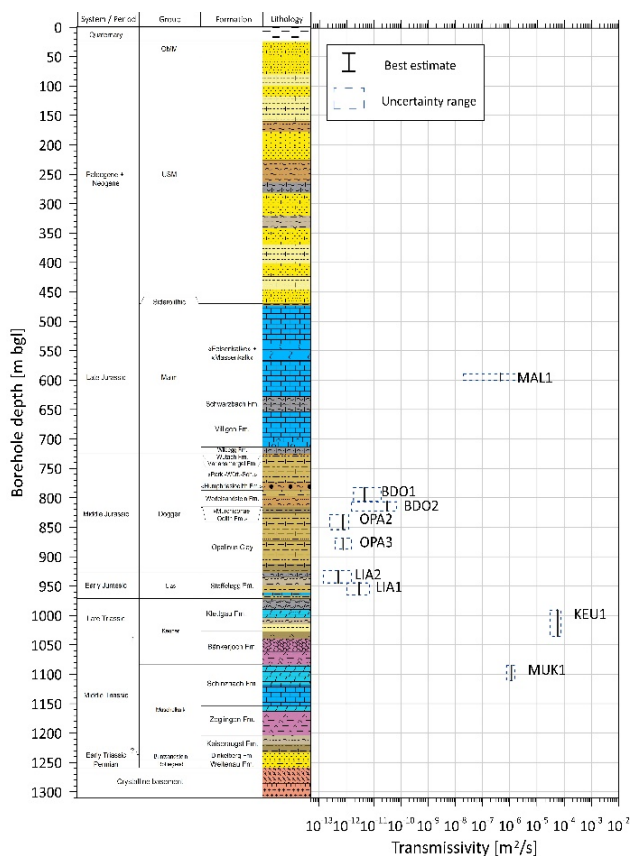 System / Period Group Formation Lithology
Quaternary
OMM
Paleogene +
Neogene
USM
Siderolithic
«Felsenkalke» +
«Massenkalk»
Late Jurassic Malm
Schwarzbach Fm.
Villigen Fm.
Wildegg Fm.
Wutach Fm.
Variansmergel Fm.
«Humphriesioolith Fm.»
Wedelsandstein Fm.
Middle Jurassic Dogger
«Murchisonae-
Oolith Fm.»
Opalinus Clay
Early Jurassic Lias Staffelegg Fm.
Late Triassic Keuper
Klettgau Fm.
Bänkerjoch Fm.
Middle Triassic Muschelkalk
Schinznach Fm.
Zeglingen Fm.
Kaiseraugst Fm.
Early Triassic Buntsandstein Dinkelberg Fm.
Permian Weitenau Fm.
Crystalline basement
Borehole depth [m bgl]
0
50
100
150
200
250
300
350
400
450
500
550
600
650
700
750
800
850
900
950
1000
1050
1100
1150
1200
1250
1300
Best estimate
Uncertainty range
MAL1
BDO1
BDO2
OPA2
OPA3
LIA2
LIA1
KEU1
MUK1
10⁻¹³ 10⁻¹² 10⁻¹¹ 10⁻¹⁰ 10⁻⁹ 10⁻⁸ 10⁻⁷ 10⁻⁶ 10⁻⁵ 10⁻⁴ 10⁻³ 10⁻²
Transmissivity [m²/s]